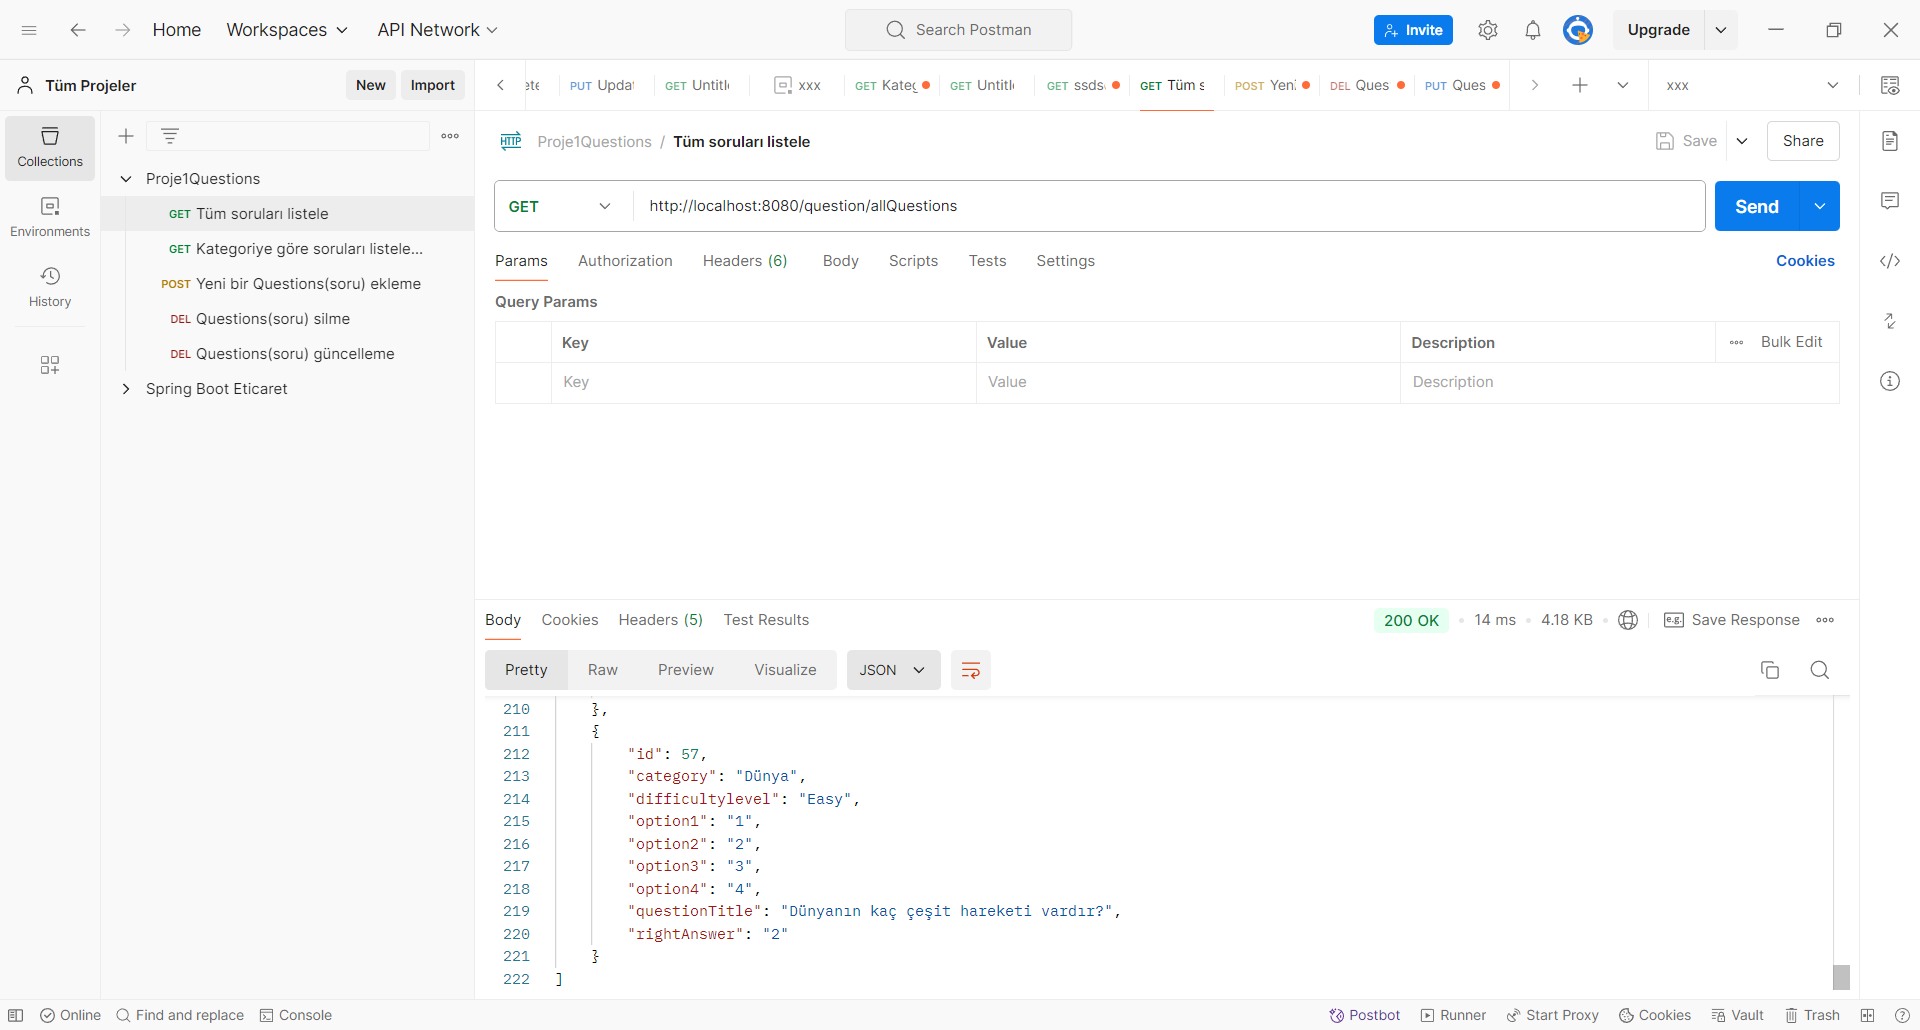 Home Workspaces API Network Search Postman Invite Upgrade
Tüm Projeler New Import
PUT Updat GET Untitle xxx GET Kateg GET Untitle GET ssds GET Tüm s POST Yeni DEL Ques PUT Ques xxx
Collections
Environments
History
Proje1Questions
GET Tüm soruları listele
GET Kategoriye göre soruları listele...
POST Yeni bir Questions(soru) ekleme
DEL Questions(soru) silme
DEL Questions(soru) güncelleme
Spring Boot Eticaret
HTTP Proje1Questions / Tüm soruları listele Save Share
GET http://localhost:8080/question/allQuestions Send
Params Authorization Headers (6) Body Scripts Tests Settings Cookies
Query Params
Key Value Description Bulk Edit
Key Value Description
Body Cookies Headers (5) Test Results 200 OK 14 ms 4.18 KB e.g. Save Response
Pretty Raw Preview Visualize JSON
210 },
211 {
212 "id": 57,
213 "category": "Dünya",
214 "difficultylevel": "Easy",
215 "option1": "1",
216 "option2": "2",
217 "option3": "3",
218 "option4": "4",
219 "questionTitle": "Dünyanın kaç çeşit hareketi vardır?",
220 "rightAnswer": "2"
221 }
222 ]
Online Find and replace Console Postbot Runner Start Proxy Cookies Vault Trash